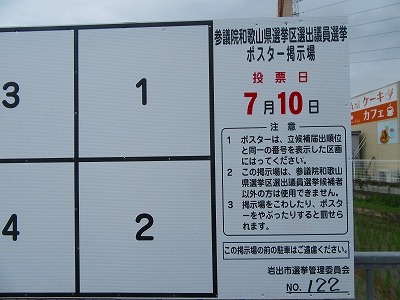 参議院和歌山県選挙区選出議員選挙
ポスター掲示場
投票日
7月10日
注意
1 ポスターは、立候補届出順位
と同一の番号を表示した区画
にはってください。
2 この掲示場は、参議院和歌山
県選挙区選出議員選挙候補者
以外の方は使用できません。
3 掲示場をこわしたり、ポスター
をやぶったりすると罰せら
れます。
この掲示場の前の駐車はご遠慮ください。
岩出市選挙管理委員会
NO. 122
3
1
4
2
ケーキ
カフェ